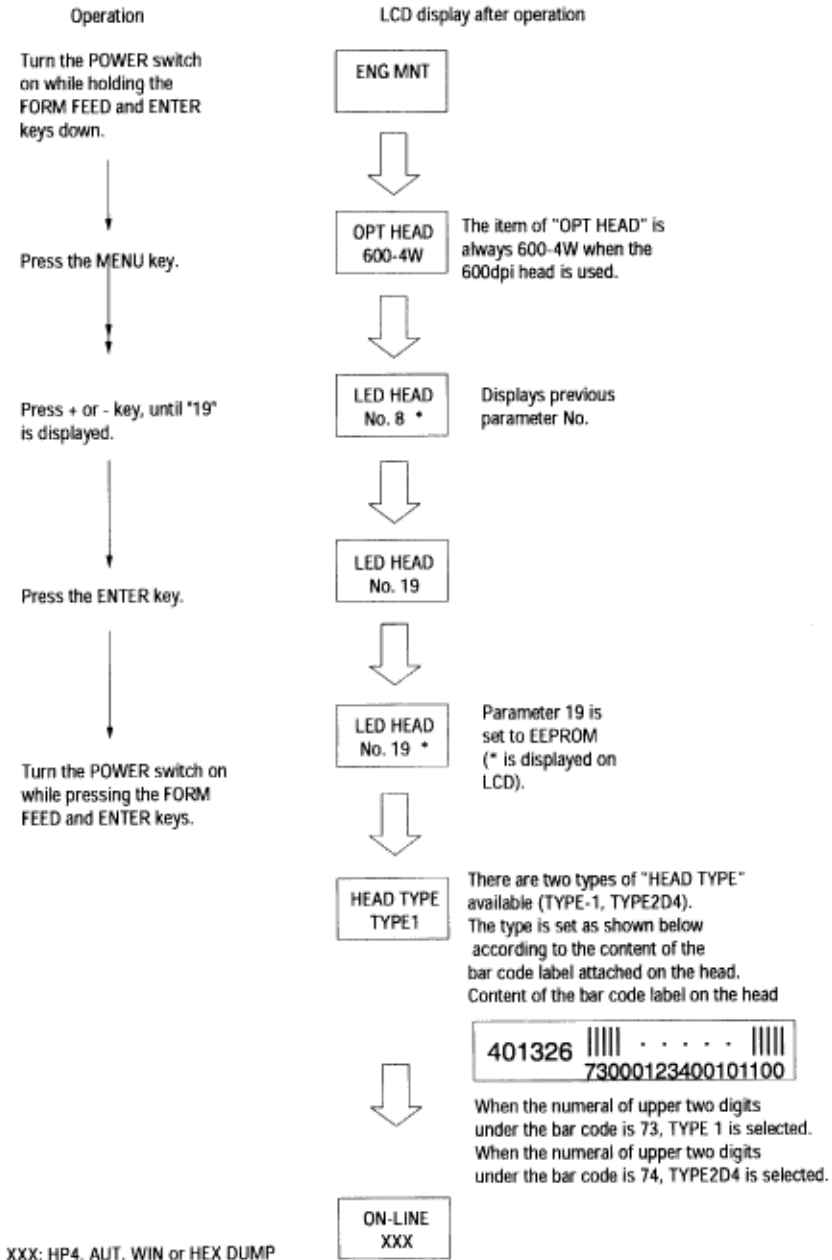 Operation
LCD display after operation
Turn the POWER switch
on while holding the
FORM FEED and ENTER
keys down.
ENG MNT
Press the MENU key.
OPT HEAD
600-4W
The item of "OPT HEAD" is
always 600-4W when the
600dpi head is used.
Press + or - key, until "19"
is displayed.
LED HEAD
No. 8 *
Displays previous
parameter No.
Press the ENTER key.
LED HEAD
No. 19
LED HEAD
No. 19 *
Parameter 19 is
set to EEPROM
(* is displayed on
LCD).
Turn the POWER switch on
while pressing the FORM
FEED and ENTER keys.
HEAD TYPE
TYPE1
There are two types of "HEAD TYPE"
available (TYPE-1, TYPE2D4).
The type is set as shown below
according to the content of the
bar code label attached on the head.
Content of the bar code label on the head
401326
73000123400101100
When the numeral of upper two digits
under the bar code is 73, TYPE 1 is selected.
When the numeral of upper two digits
under the bar code is 74, TYPE2D4 is selected.
ON-LINE
XXX
XXX: HP4, AUT, WIN or HEX DUMP